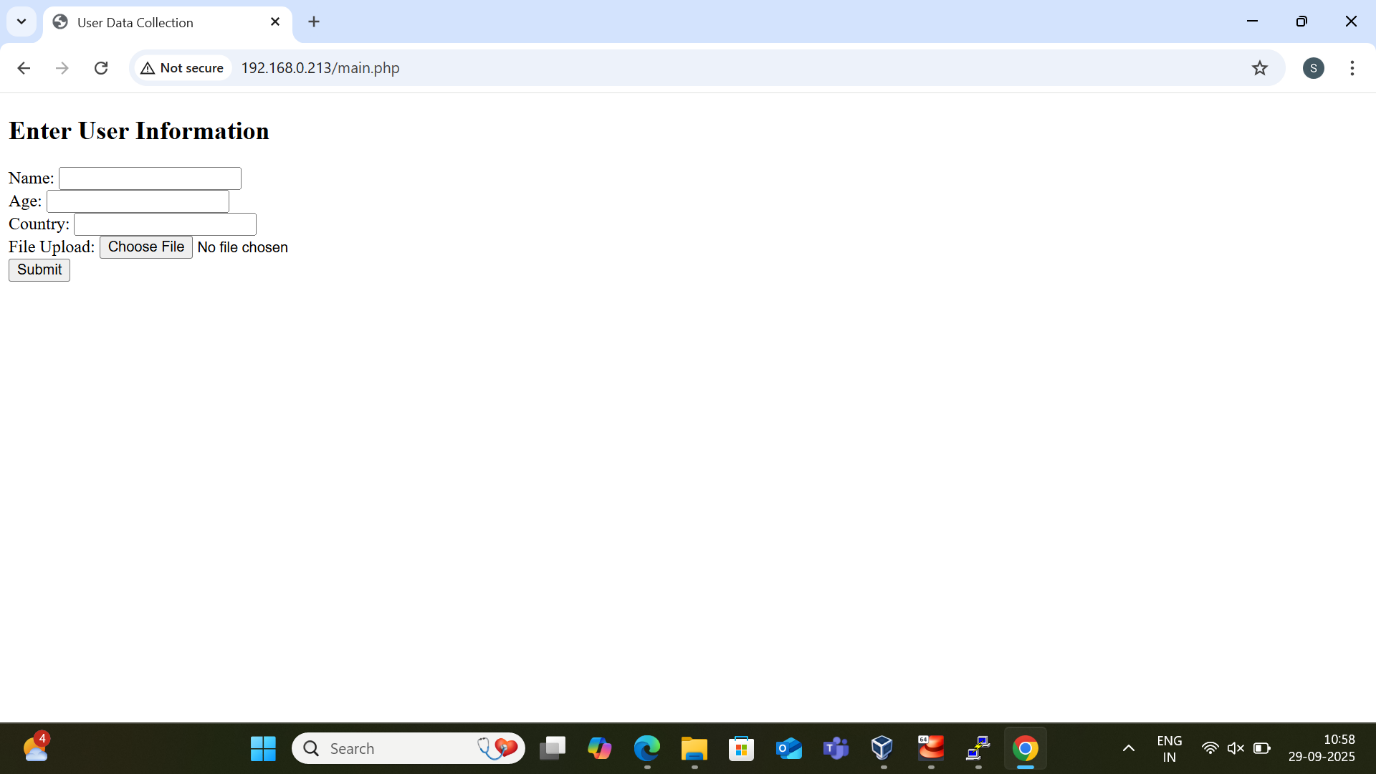 User Data Collection
Not secure 192.168.0.213/main.php
S
Enter User Information
Name:
Age:
Country:
File Upload: Choose File No file chosen
Submit
4
Search
64
ENG
IN
10:58
29-09-2025